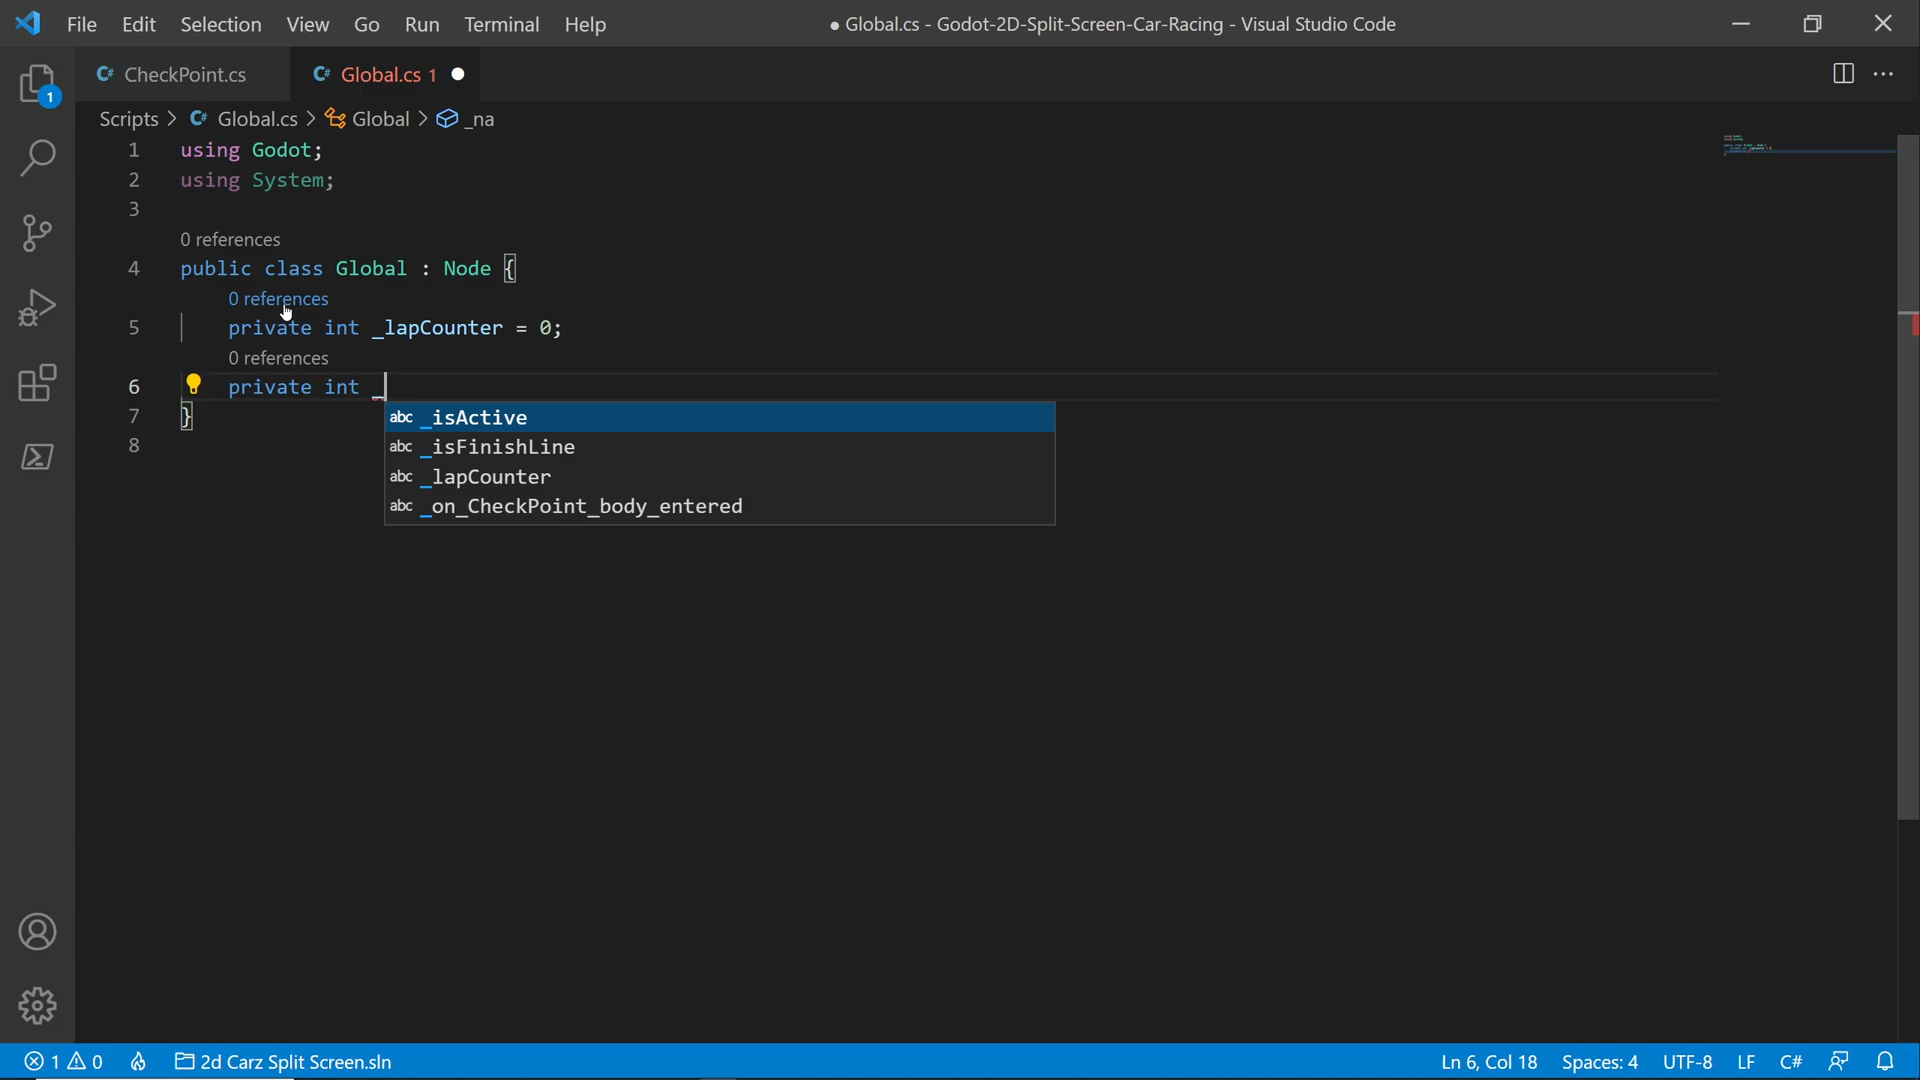 File Edit Selection View Go Run Terminal Help ● Global.cs - Godot-2D-Split-Screen-Car-Racing - Visual Studio Code
C# CheckPoint.cs C# Global.cs 1 ●
1
Scripts > C# Global.cs > Global > _na
1 using Godot;
2 using System;
3
0 references
4 public class Global : Node {
0 references
5 private int _lapCounter = 0;
0 references
6 private int _
7 }
8
abc _isActive
abc _isFinishLine
abc _lapCounter
abc _on_CheckPoint_body_entered
1 0 2d Carz Split Screen.sln Ln 6, Col 18 Spaces: 4 UTF-8 LF C#